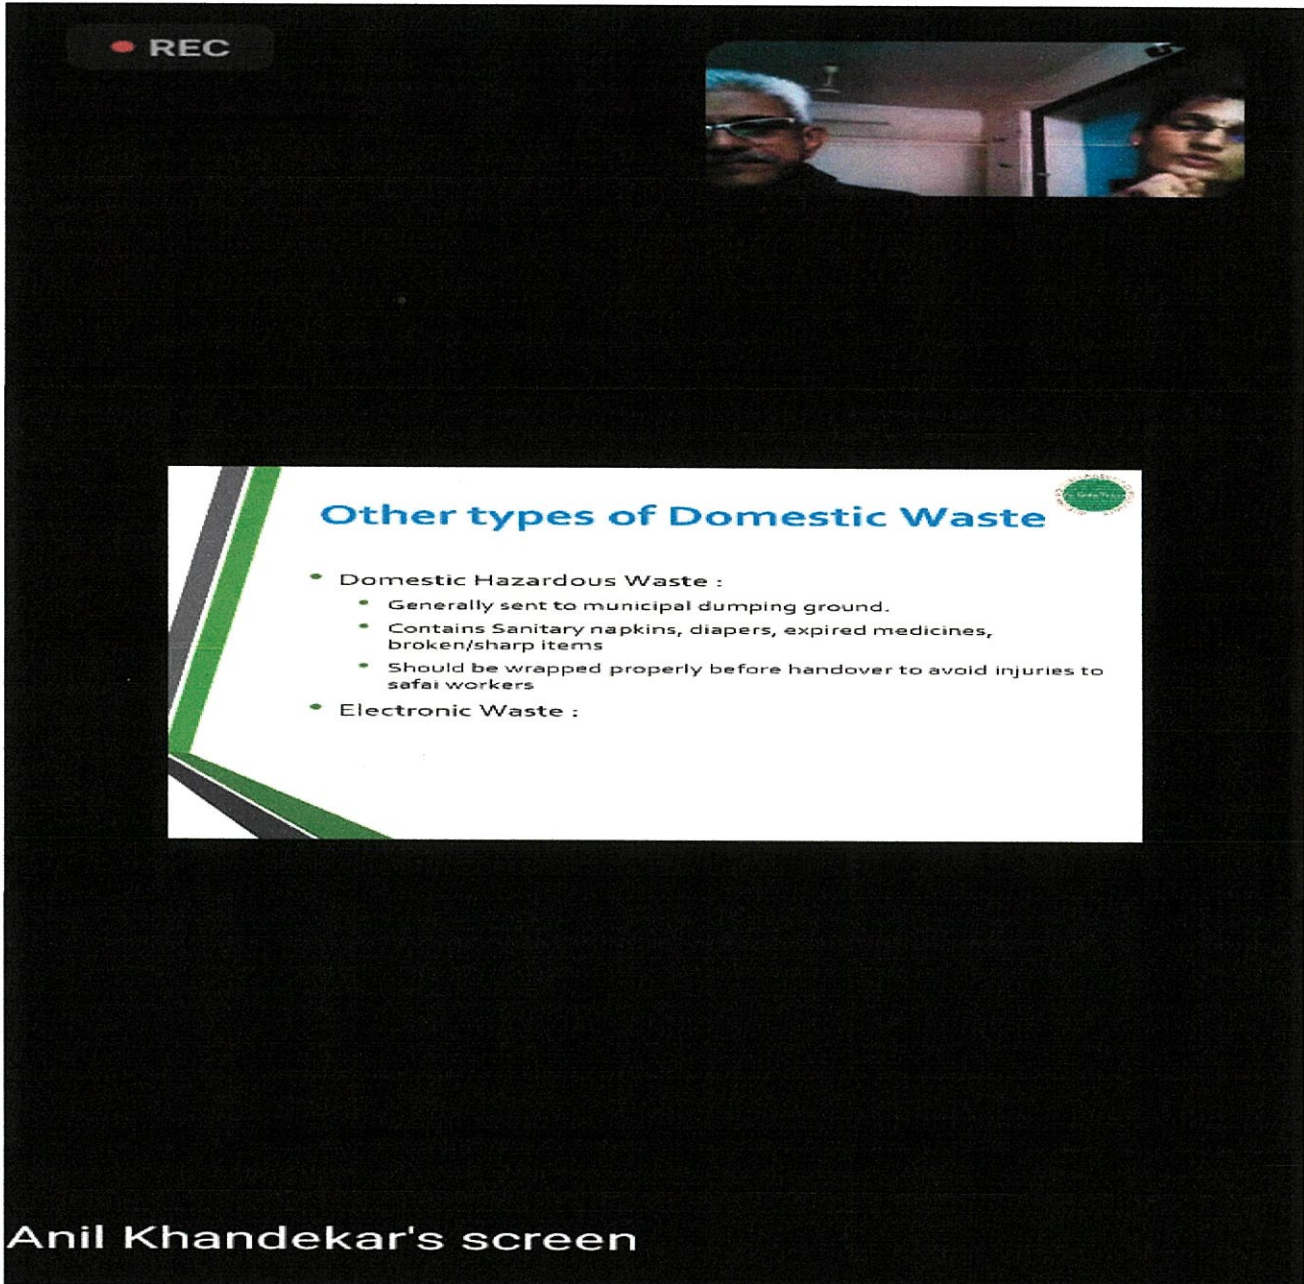 REC
Other types of Domestic Waste
Domestic Hazardous Waste :
Generally sent to municipal dumping ground.
Contains Sanitary napkins, diapers, expired medicines,
broken/sharp items
Should be wrapped properly before handover to avoid injuries to
safai workers
Electronic Waste :
Anil Khandekar's screen